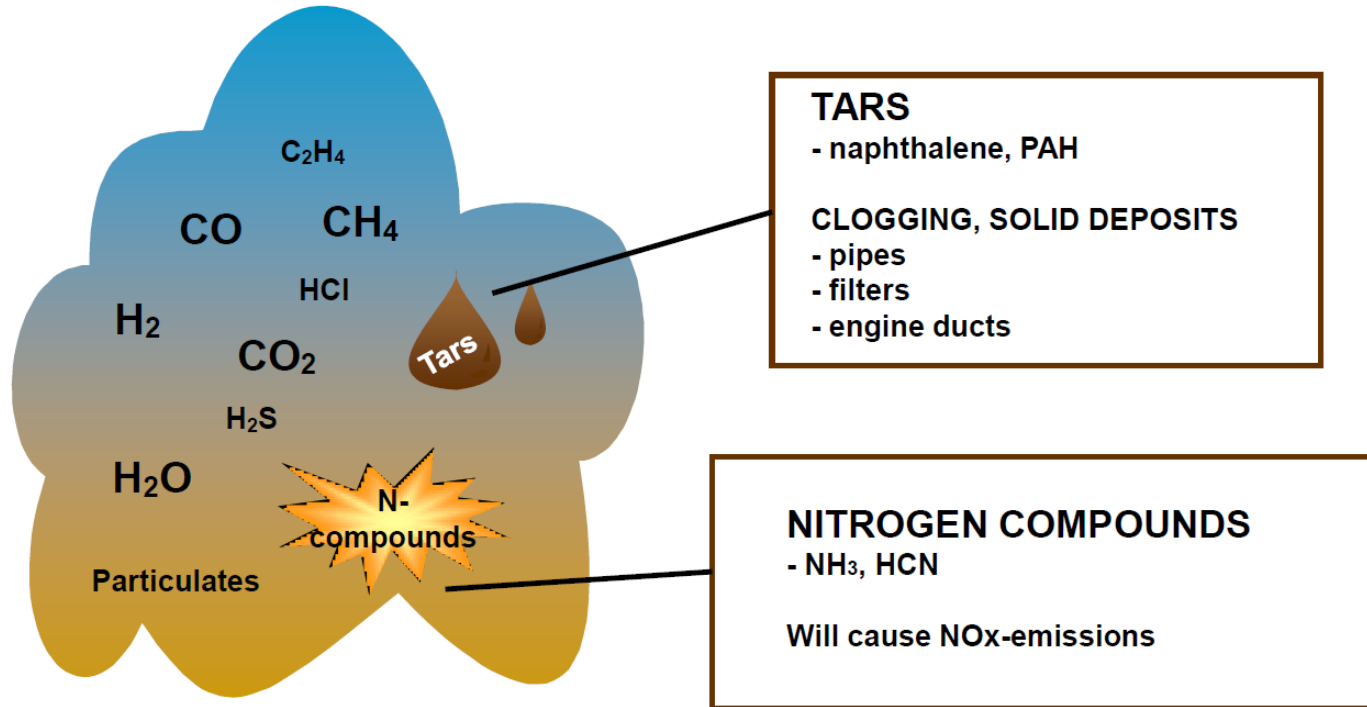 C₂H₄
CO
CH₄
HCl
H₂
CO₂
Tars
H₂S
H₂O
N-
compounds
Particulates
TARS
- naphthalene, PAH
CLOGGING, SOLID DEPOSITS
- pipes
- filters
- engine ducts
NITROGEN COMPOUNDS
- NH₃, HCN
Will cause NOx-emissions